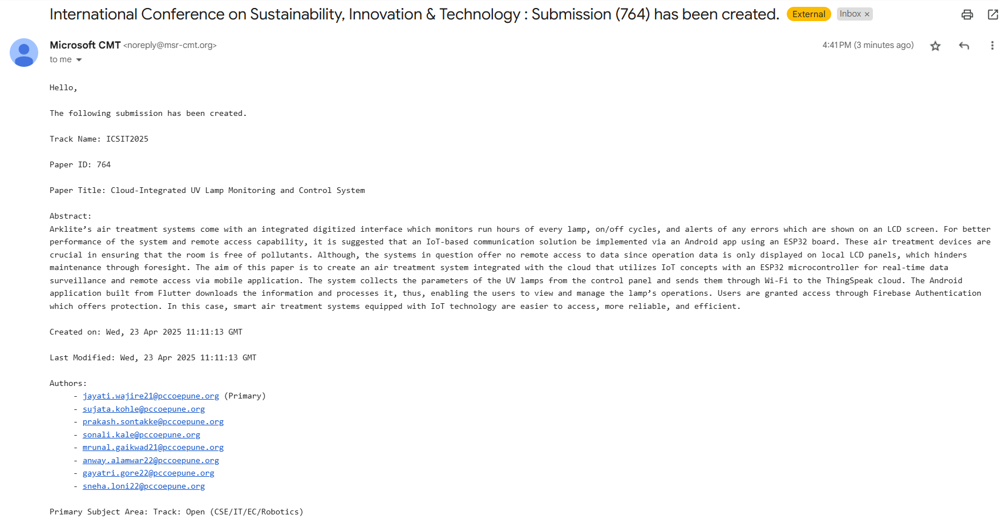 International Conference on Sustainability, Innovation & Technology : Submission (764) has been created. External Inbox ×
Microsoft CMT <noreply@msr-cmt.org> 4:41 PM (3 minutes ago)
to me
Hello,
The following submission has been created.
Track Name: ICSIT2025
Paper ID: 764
Paper Title: Cloud-Integrated UV Lamp Monitoring and Control System
Abstract:
Arklite’s air treatment systems come with an integrated digitized interface which monitors run hours of every lamp, on/off cycles, and alerts of any errors which are shown on an LCD screen. For better
performance of the system and remote access capability, it is suggested that an IoT-based communication solution be implemented via an Android app using an ESP32 board. These air treatment devices are
crucial in ensuring that the room is free of pollutants. Although, the systems in question offer no remote access to data since operation data is only displayed on local LCD panels, which hinders
maintenance through foresight. The aim of this paper is to create an air treatment system integrated with the cloud that utilizes IoT concepts with an ESP32 microcontroller for real-time data
surveillance and remote access via mobile application. The system collects the parameters of the UV lamps from the control panel and sends them through Wi-Fi to the ThingSpeak cloud. The Android
application built from Flutter downloads the information and processes it, thus, enabling the users to view and manage the lamp’s operations. Users are granted access through Firebase Authentication
which offers protection. In this case, smart air treatment systems equipped with IoT technology are easier to access, more reliable, and efficient.
Created on: Wed, 23 Apr 2025 11:11:13 GMT
Last Modified: Wed, 23 Apr 2025 11:11:13 GMT
Authors:
- jayati.wajire21@pccoepune.org (Primary)
- sujata.kohle@pccoepune.org
- prakash.sontakke@pccoepune.org
- sonali.kale@pccoepune.org
- mrunal.gaikwad21@pccoepune.org
- anway.alamwar22@pccoepune.org
- gayatri.gore22@pccoepune.org
- sneha.loni22@pccoepune.org
Primary Subject Area: Track: Open (CSE/IT/EC/Robotics)